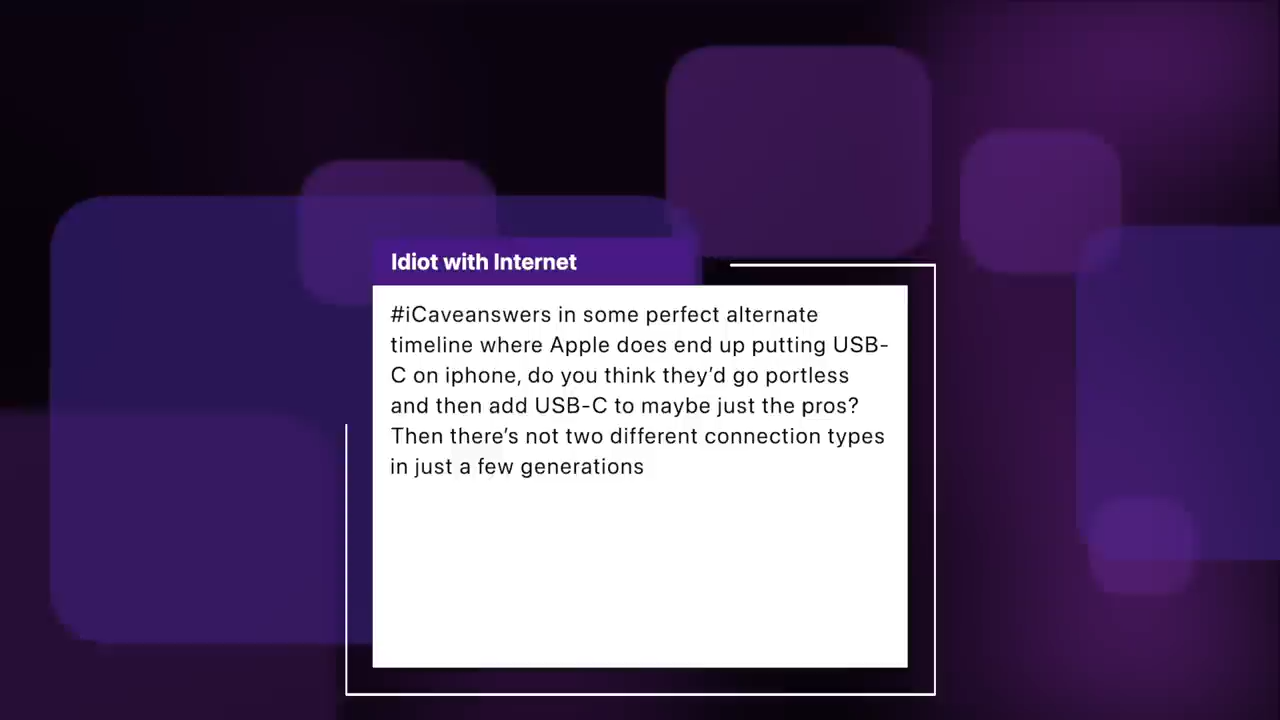 Idiot with Internet
#iCaveanswers in some perfect alternate
timeline where Apple does end up putting USB-
C on iphone, do you think they’d go portless
and then add USB-C to maybe just the pros?
Then there’s not two different connection types
in just a few generations